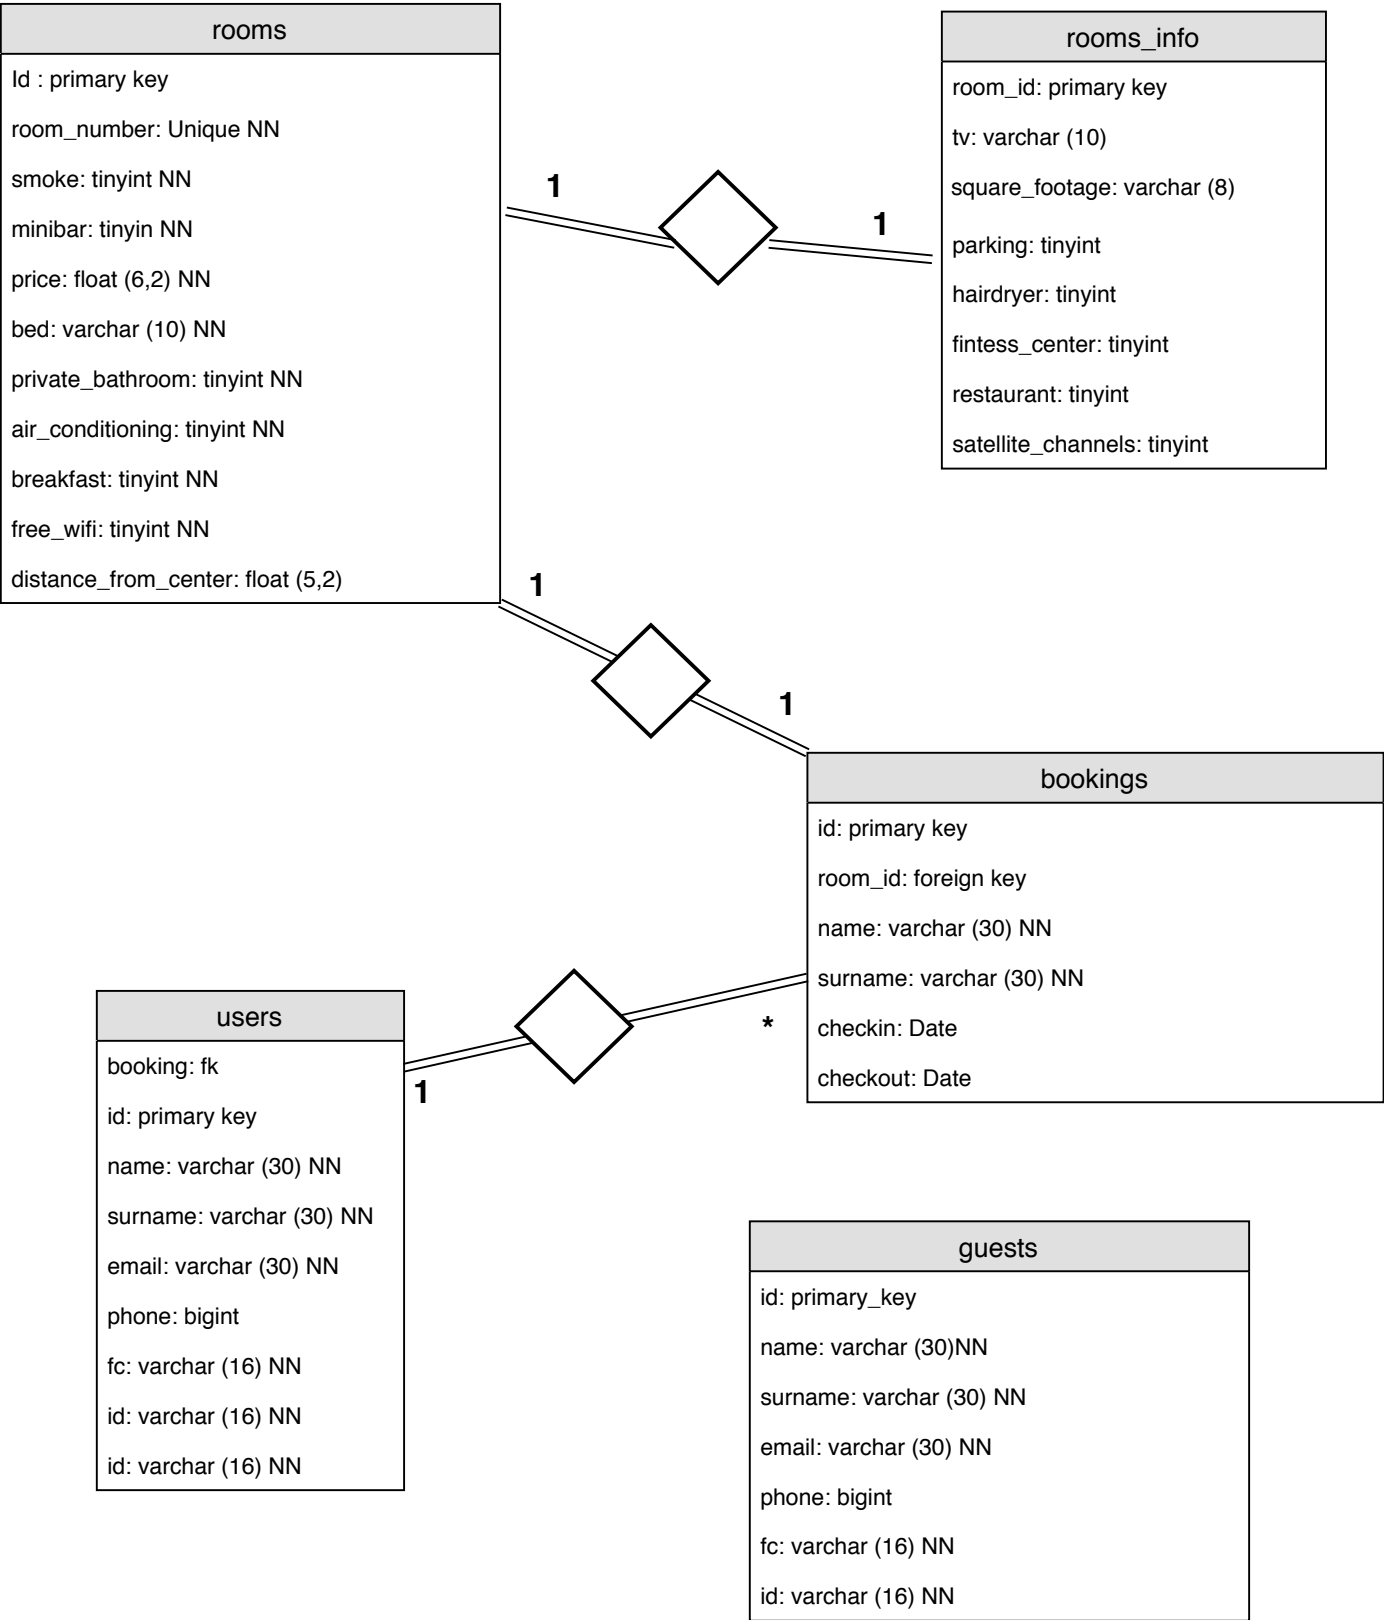 rooms
Id : primary key
room_number: Unique NN
smoke: tinyint NN
minibar: tinyin NN
price: float (6,2) NN
bed: varchar (10) NN
private_bathroom: tinyint NN
air_conditioning: tinyint NN
breakfast: tinyint NN
free_wifi: tinyint NN
distance_from_center: float (5,2)
1
1
rooms_info
room_id: primary key
tv: varchar (10)
square_footage: varchar (8)
parking: tinyint
hairdryer: tinyint
fintess_center: tinyint
restaurant: tinyint
satellite_channels: tinyint
1
1
bookings
id: primary key
room_id: foreign key
name: varchar (30) NN
surname: varchar (30) NN
checkin: Date
checkout: Date
*
1
users
booking: fk
id: primary key
name: varchar (30) NN
surname: varchar (30) NN
email: varchar (30) NN
phone: bigint
fc: varchar (16) NN
id: varchar (16) NN
id: varchar (16) NN
guests
id: primary_key
name: varchar (30)NN
surname: varchar (30) NN
email: varchar (30) NN
phone: bigint
fc: varchar (16) NN
id: varchar (16) NN